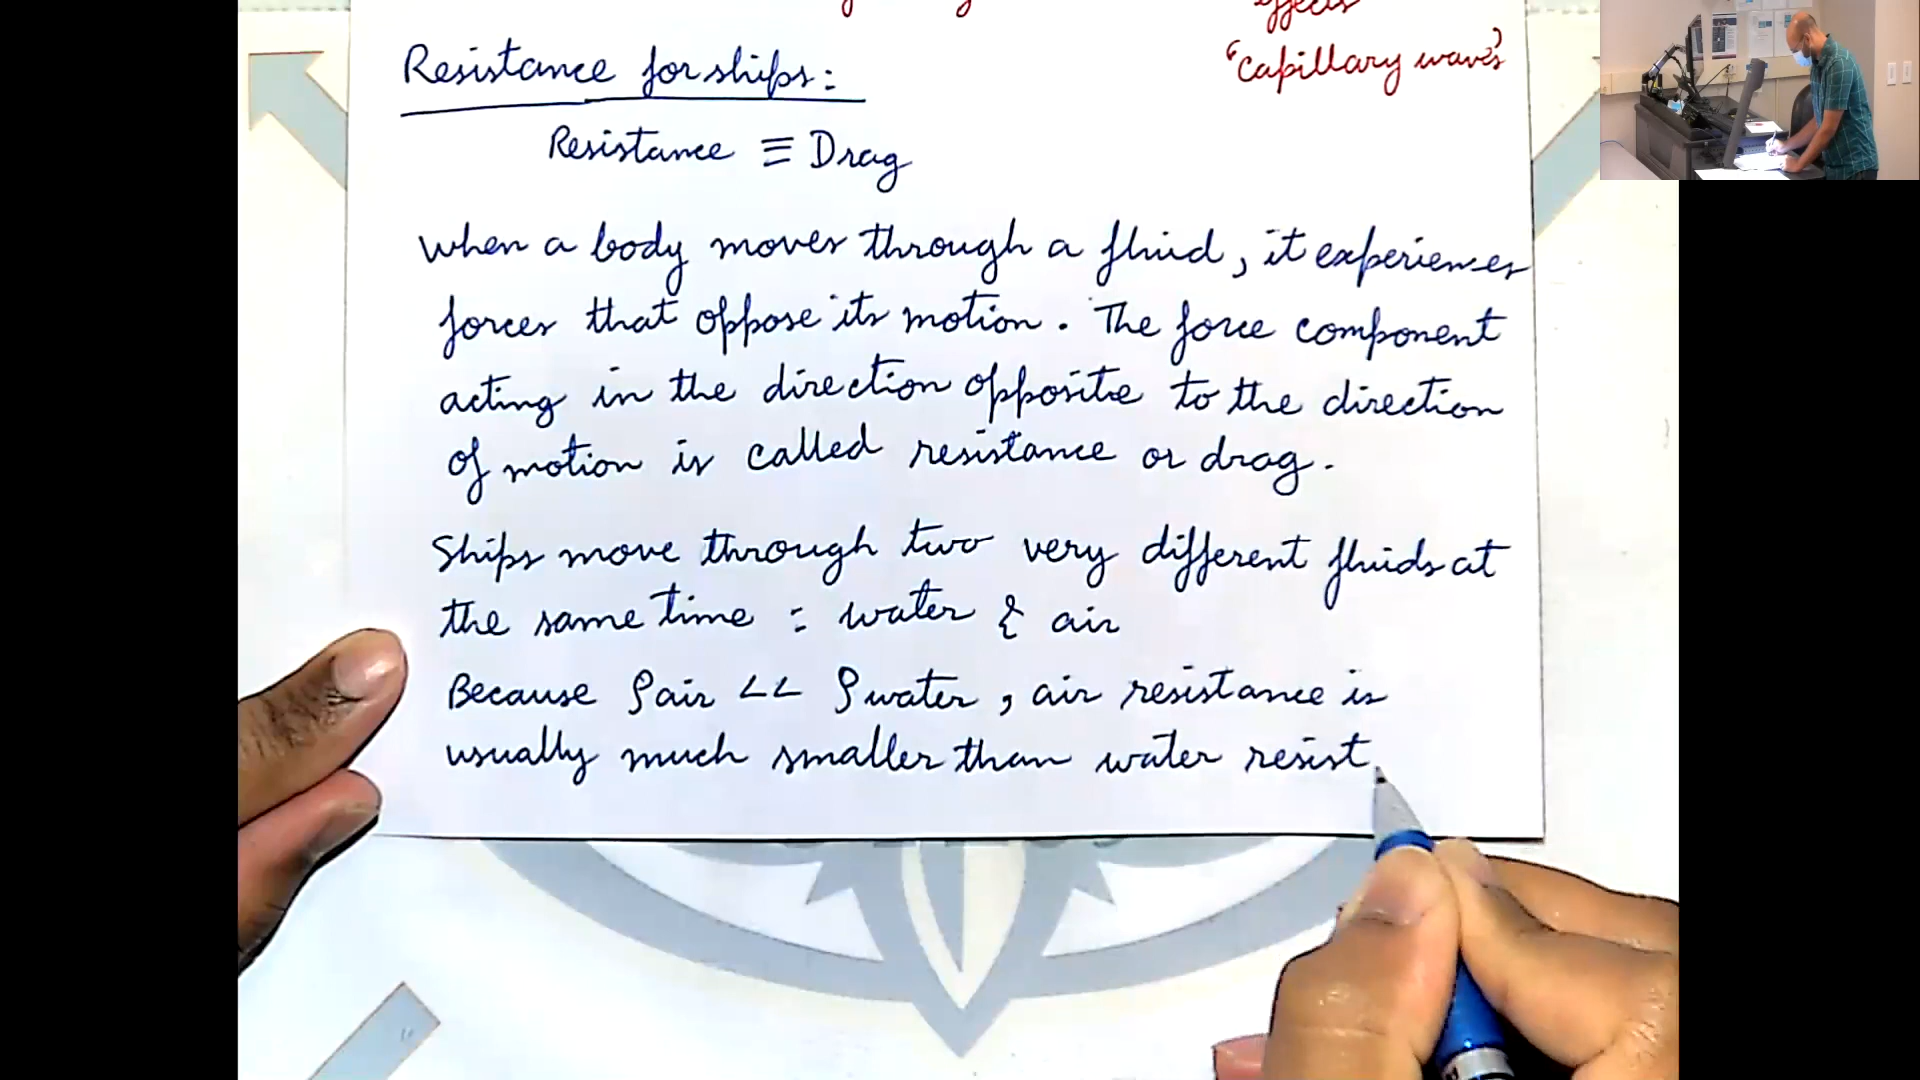 effects
"capillary waves"
Resistance for ships:
Resistance ≡ Drag
When a body moves through a fluid, it experiences
forces that oppose its motion. The force component
acting in the direction opposite to the direction
of motion is called resistance or drag.
Ships move through two very different fluids at
the same time: water & air
Because ρair << ρwater, air resistance is
usually much smaller than water resist